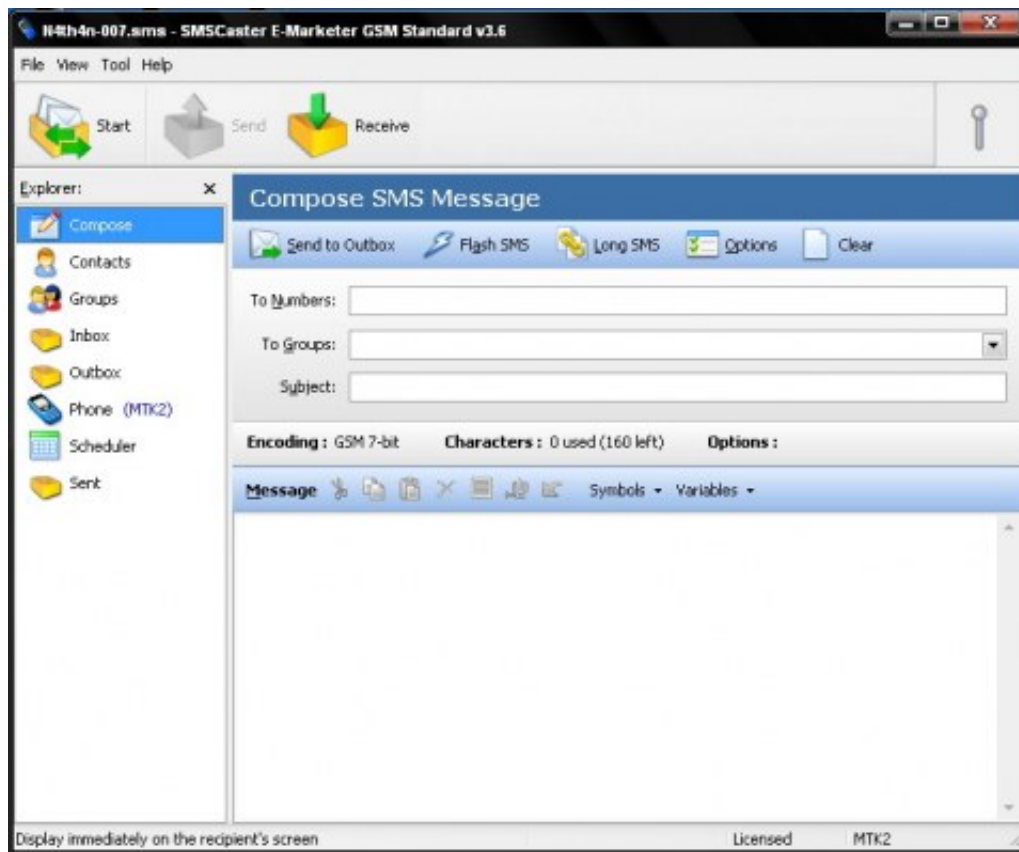 N4th4n-007.sms - SMSCaster E-Marketer GSM Standard v3.6
File View Tool Help
Start Send Receive
Explorer:
Compose
Contacts
Groups
Inbox
Outbox
Phone (MTK2)
Scheduler
Sent
Compose SMS Message
Send to Outbox Flash SMS Long SMS Options Clear
To Numbers:
To Groups:
Subject:
Encoding : GSM 7-bit Characters : 0 used (160 left) Options :
Message Symbols Variables
Display immediately on the recipient's screen Licensed MTK2